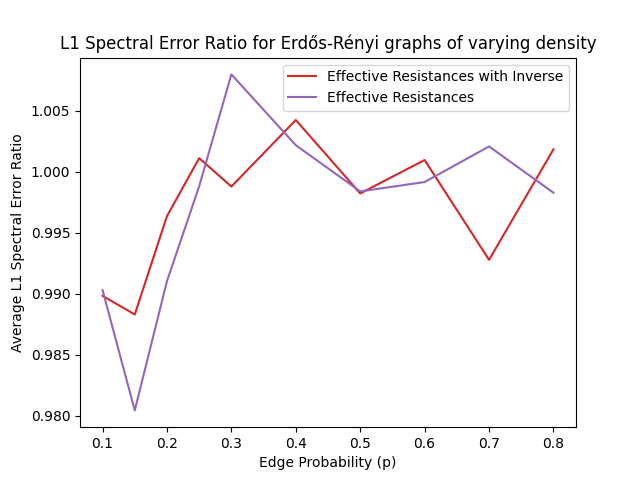 L1 Spectral Error Ratio for Erdős-Rényi graphs of varying density
Effective Resistances with Inverse
Effective Resistances
Average L1 Spectral Error Ratio
1.005
1.000
0.995
0.990
0.985
0.980
0.1 0.2 0.3 0.4 0.5 0.6 0.7 0.8
Edge Probability (p)